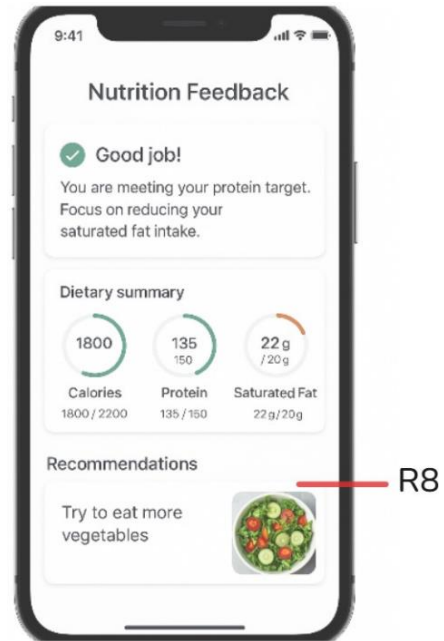 9:41
Nutrition Feedback
Good job!
You are meeting your protein target.
Focus on reducing your
saturated fat intake.
Dietary summary
1800
135
150
22 g
/ 20 g
Calories
Protein
Saturated Fat
1800 / 2200
135 / 150
22g/20g
Recommendations
R8
Try to eat more
vegetables